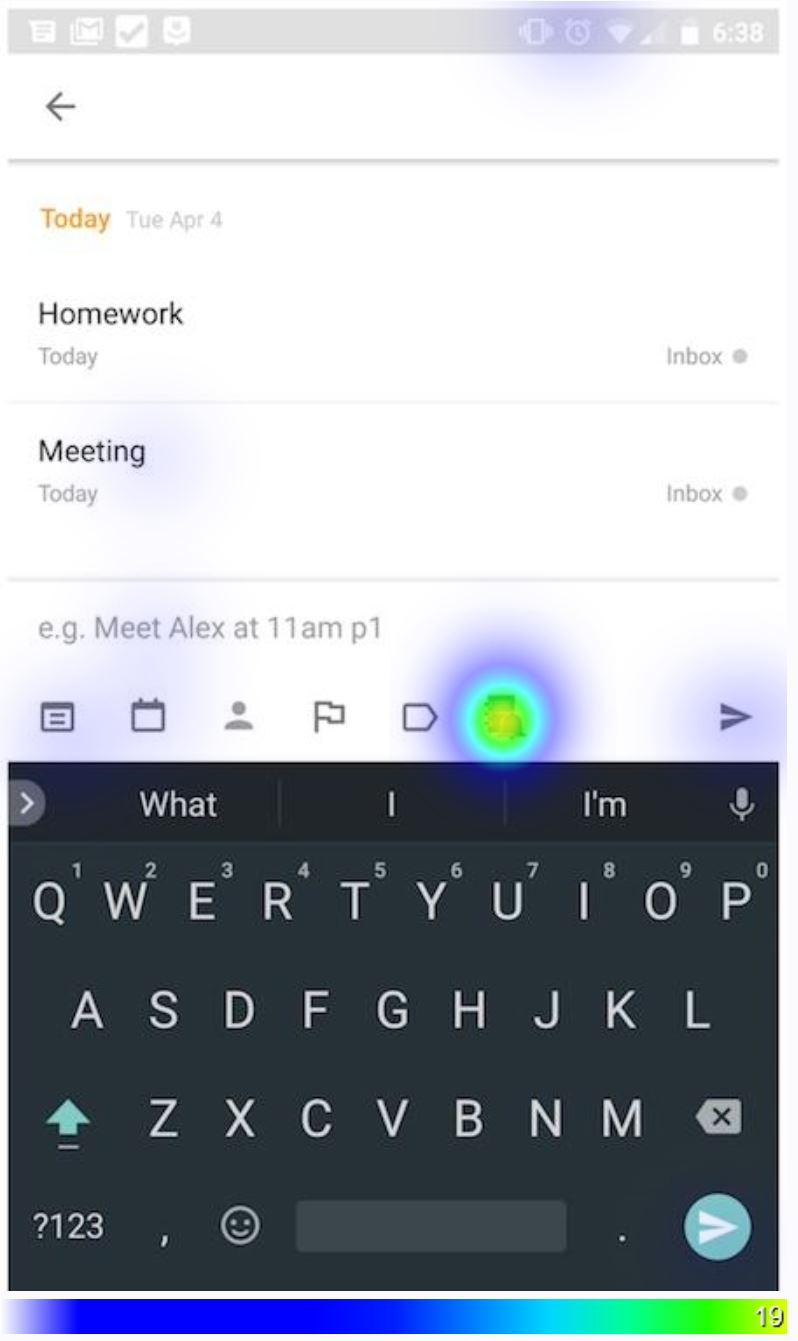 6:38
Today Tue Apr 4
Homework
Today Inbox
Meeting
Today Inbox
e.g. Meet Alex at 11am p1
What I I'm
1 2 3 4 5 6 7 8 9 0
Q W E R T Y U I O P
A S D F G H J K L
Z X C V B N M
?123 , .
19